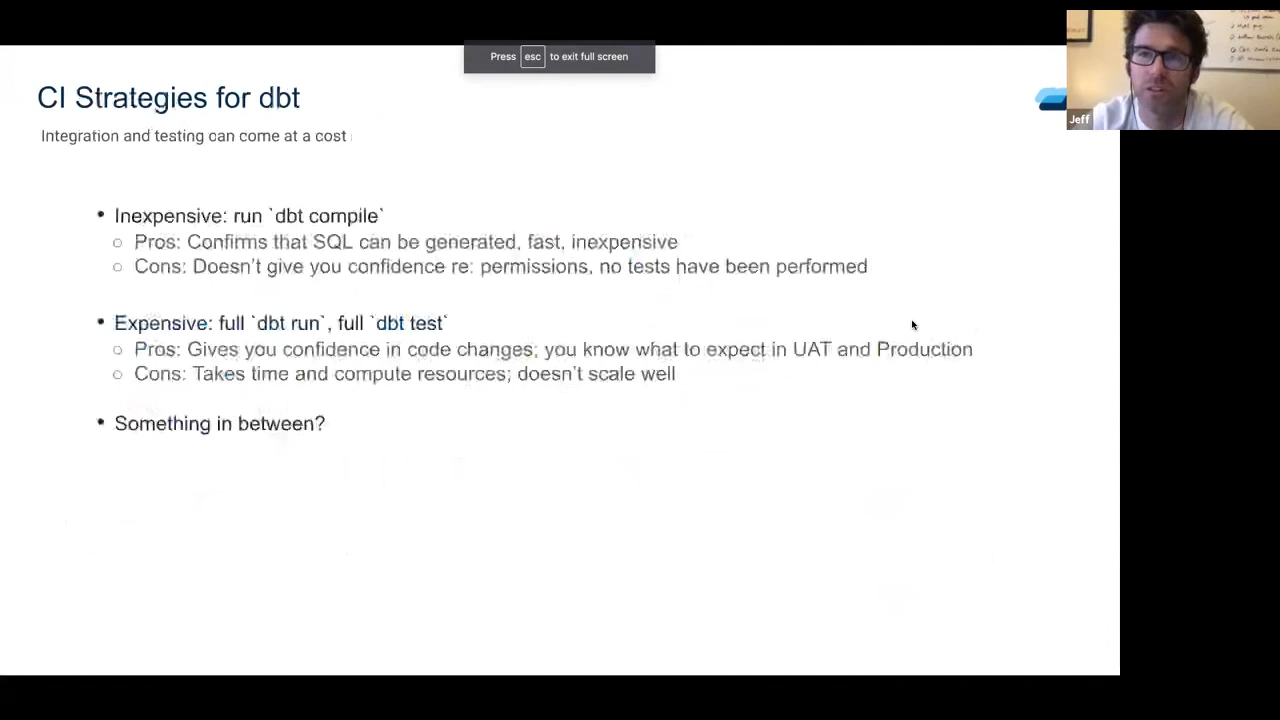 Press esc to exit full screen
Jeff
CI Strategies for dbt
Integration and testing can come at a cost
• Inexpensive: run `dbt compile`
○ Pros: Confirms that SQL can be generated, fast, inexpensive
○ Cons: Doesn’t give you confidence re: permissions, no tests have been performed
• Expensive: full `dbt run`, full `dbt test`
○ Pros: Gives you confidence in code changes; you know what to expect in UAT and Production
○ Cons: Takes time and compute resources; doesn’t scale well
• Something in between?